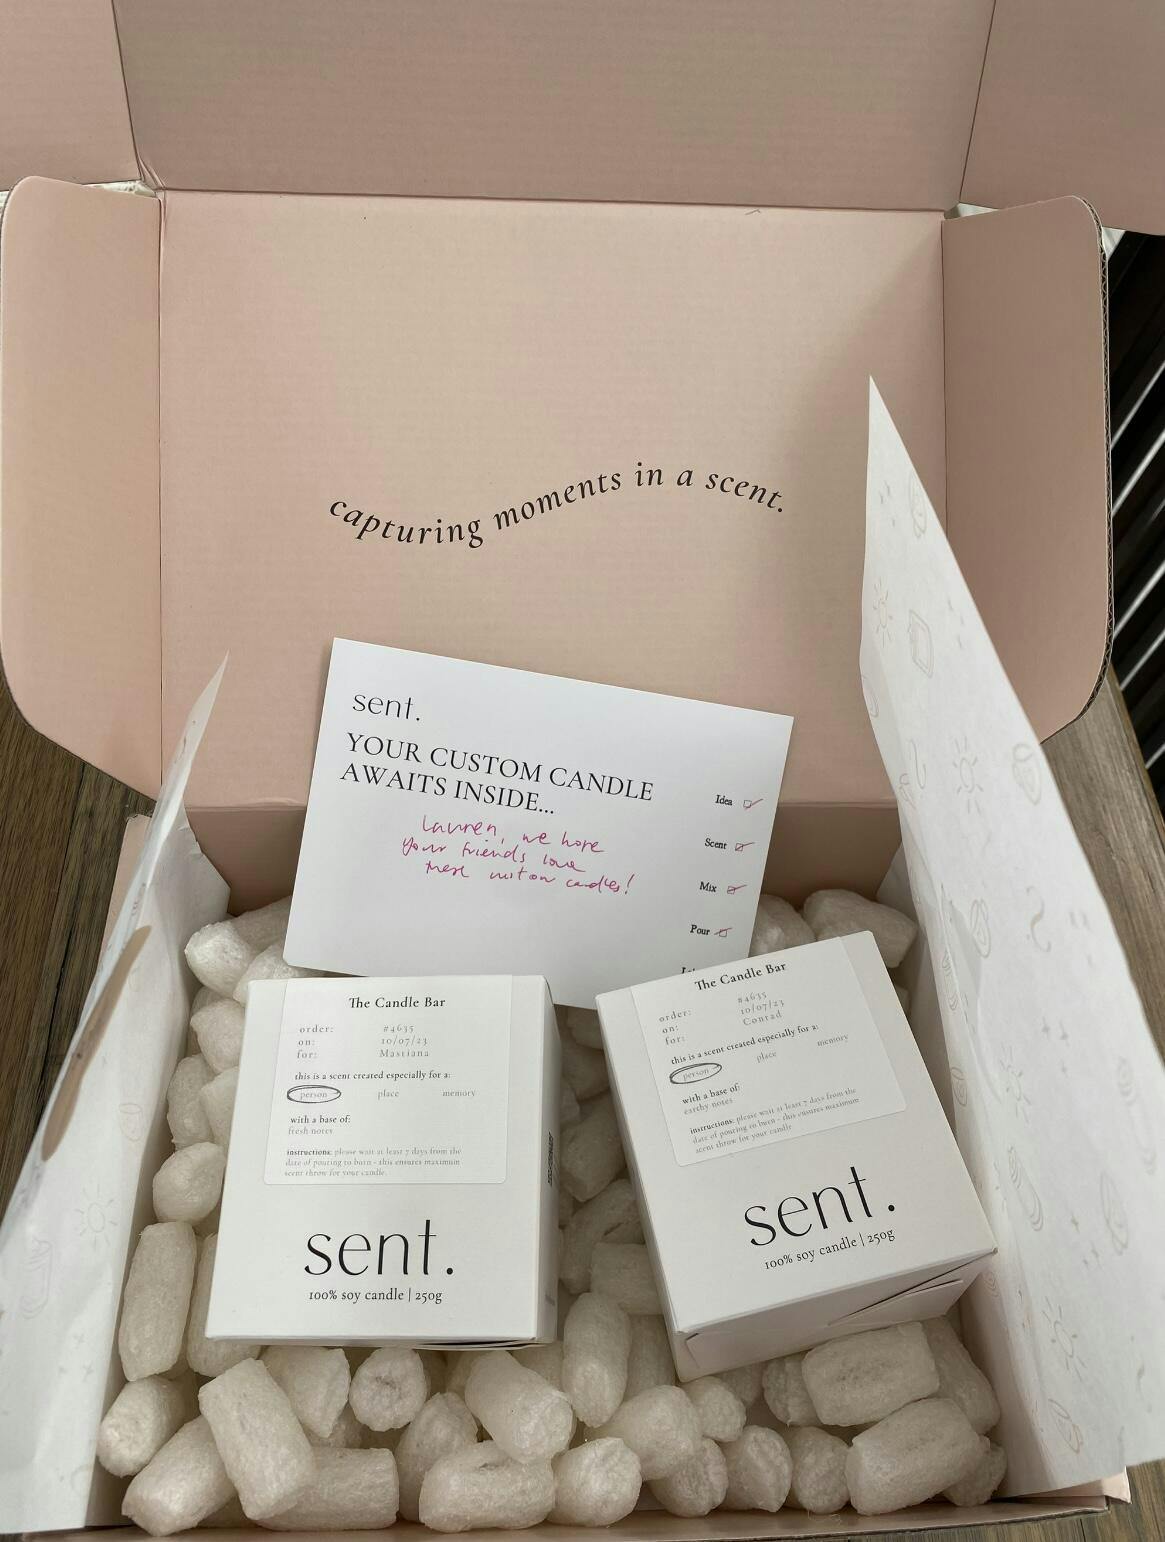 capturing moments in a scent.
sent.
YOUR CUSTOM CANDLE
AWAITS INSIDE...
Lauren, we hope
your friends love
these custom candles!
Idea
Scent
Mix
Pour
The Candle Bar
order: #4635
on: 10/07/23
for: Mastiana
this is a scent created especially for a:
person place memory
with a base of:
fresh notes
instructions: please wait at least 7 days from the
date of pouring to burn - this ensures maximum
scent throw for your candle.
sent.
100% soy candle | 250g
The Candle Bar
order: #4635
on: 10/07/23
for: Conrad
this is a scent created especially for a:
person place memory
with a base of:
earthy notes
instructions: please wait at least 7 days from the
date of pouring to burn - this ensures maximum
scent throw for your candle.
sent.
100% soy candle | 250g